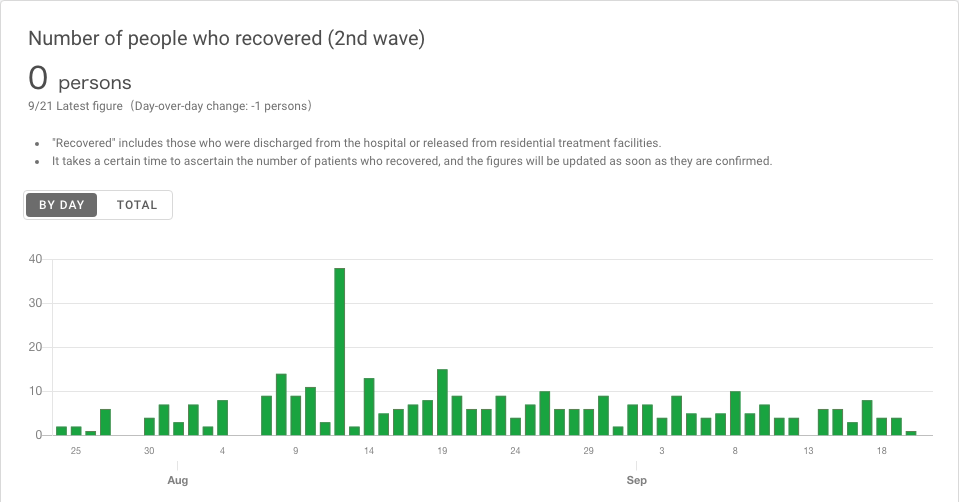 Number of people who recovered (2nd wave)
0 persons
9/21 Latest figure (Day-over-day change: -1 persons)
• "Recovered" includes those who were discharged from the hospital or released from residential treatment facilities.
• It takes a certain time to ascertain the number of patients who recovered, and the figures will be updated as soon as they are confirmed.
BY DAY TOTAL
40
30
20
10
0
25 30 4 9 14 19 24 29 3 8 13 18
Aug Sep